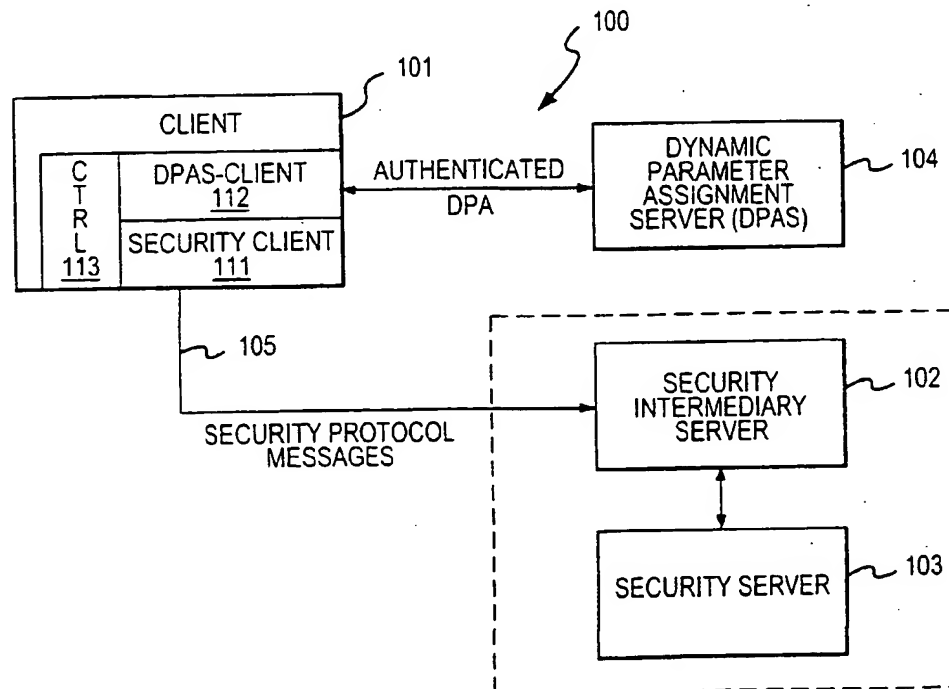 100
101
CLIENT
C
T
R
L
113
DPAS-CLIENT
112
SECURITY CLIENT
111
AUTHENTICATED
DPA
DYNAMIC
PARAMETER
ASSIGNMENT
SERVER (DPAS)
104
105
SECURITY PROTOCOL
MESSAGES
SECURITY
INTERMEDIARY
SERVER
102
SECURITY SERVER
103